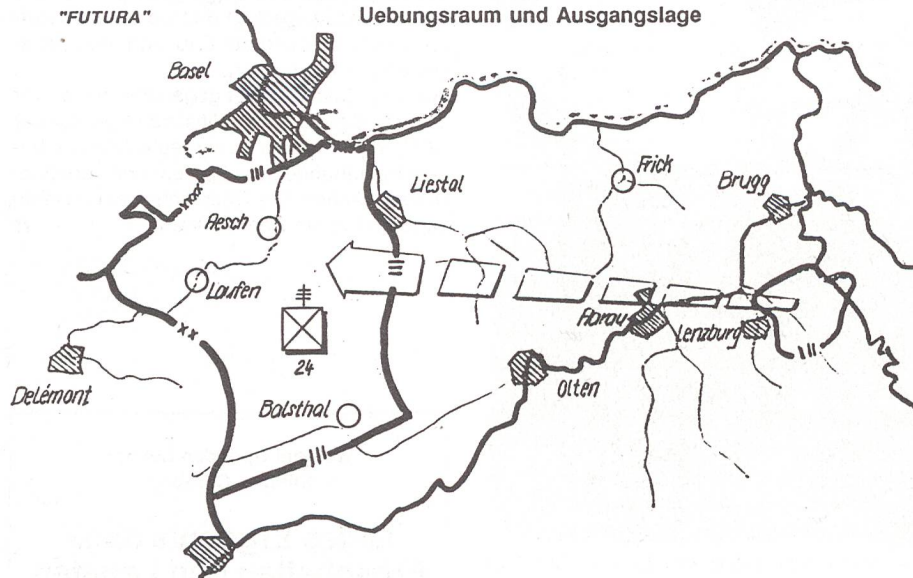 "FUTURA"
Uebungsraum und Ausgangslage
Basel
Frick
Liestal
Brugg
Aesch
Laufen
Aarau
Lenzburg
24
Delémont
Olten
Balsthal